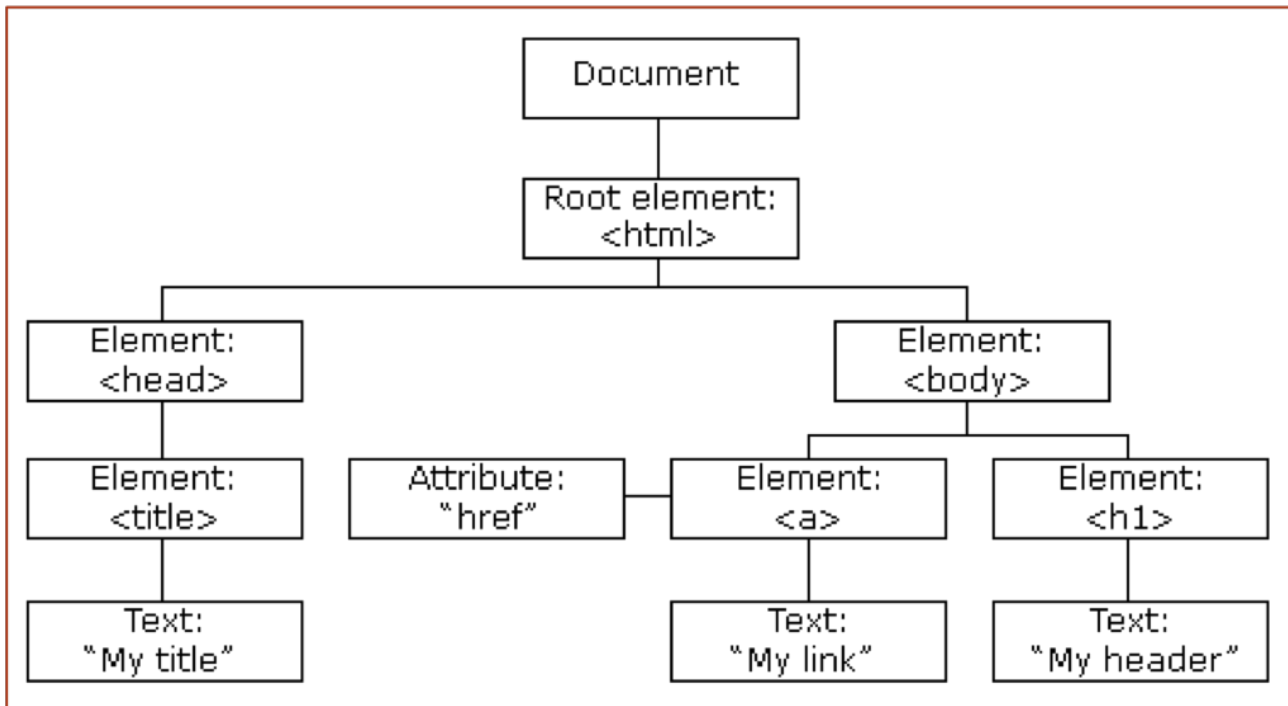 Document
Root element:
<html>
Element:
<head>
Element:
<body>
Element:
<title>
Attribute:
“href”
Element:
<a>
Element:
<h1>
Text:
“My title”
Text:
“My link”
Text:
“My header”